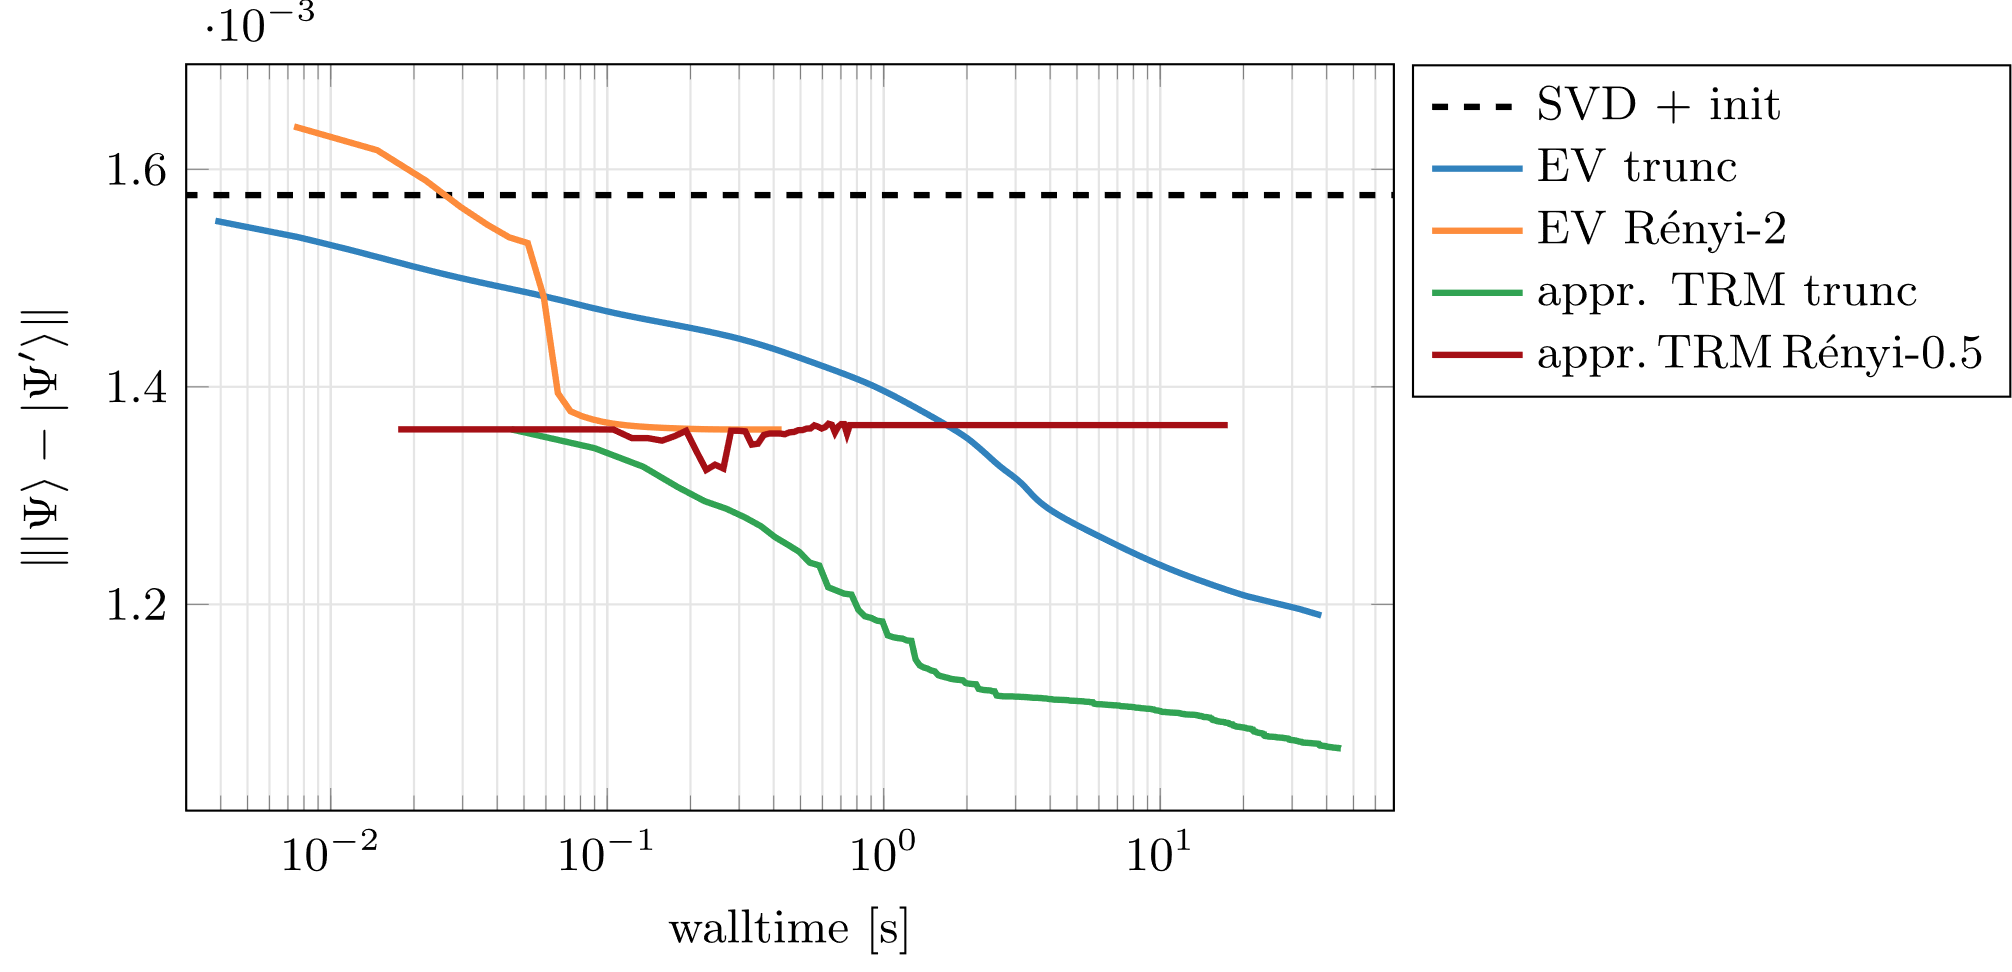 ·10⁻³
1.6
1.4
1.2
‖|Ψ⟩ − |Ψ′⟩‖
10⁻² 10⁻¹ 10⁰ 10¹
walltime [s]
SVD + init
EV trunc
EV Rényi-2
appr. TRM trunc
appr. TRM Rényi-0.5